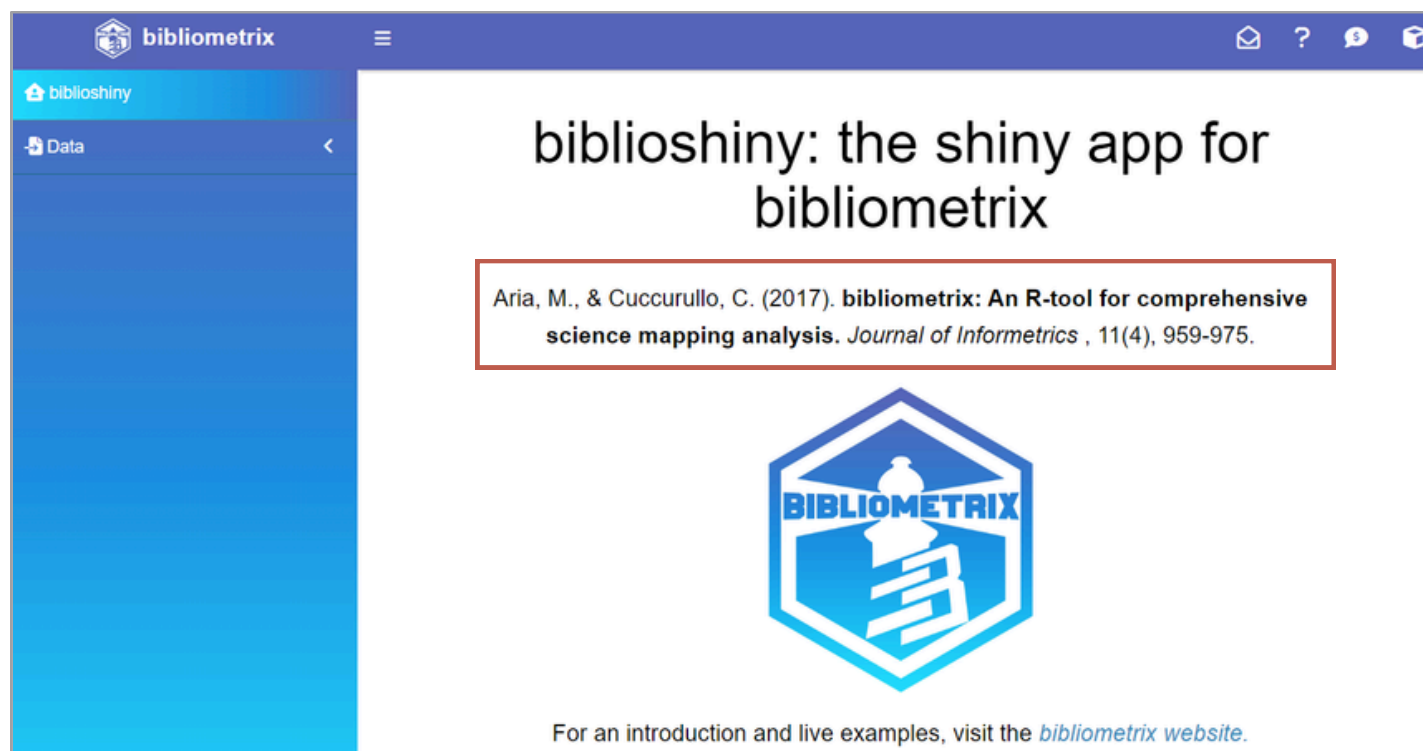 bibliometrix
biblioshiny
Data
biblioshiny: the shiny app for
bibliometrix
Aria, M., & Cuccurullo, C. (2017). bibliometrix: An R-tool for comprehensive
science mapping analysis. Journal of Informetrics , 11(4), 959-975.
BIBLIOMETRIX
For an introduction and live examples, visit the bibliometrix website.